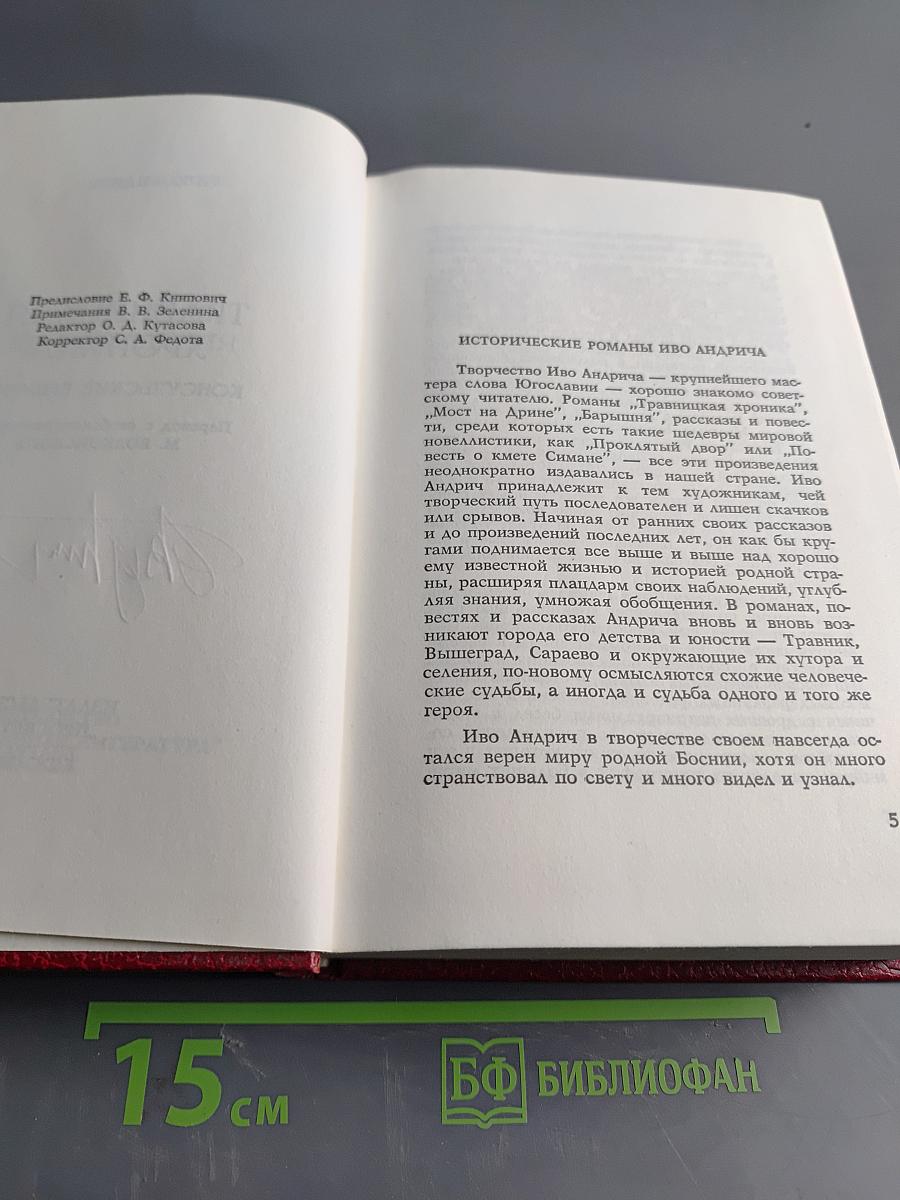 Предисловие Е. Ф. Книпович
Примечания В. В. Зеленина
Редактор О. Д. Кутасова
Корректор С. А. Федота
ИСТОРИЧЕСКИЕ РОМАНЫ ИВО АНДРИЧА
Творчество Иво Андрича — крупнейшего мас-
тера слова Югославии — хорошо знакомо совет-
скому читателю. Романы „Травницкая хроника”,
„Мост на Дрине”, „Барышня”, рассказы и повес-
ти, среди которых есть такие шедевры мировой
новеллистики, как „Проклятый двор” или „По-
весть о кмете Симане”, — все эти произведения
неоднократно издавались в нашей стране. Иво
Андрич принадлежит к тем художникам, чей
творческий путь последователен и лишен скачков
или срывов. Начиная от ранних своих рассказов
и до произведений последних лет, он как бы кру-
гами поднимается все выше и выше над хорошо
ему известной жизнью и историей родной стра-
ны, расширяя плацдарм своих наблюдений, углуб-
ляя знания, умножая обобщения. В романах, по-
вестях и рассказах Андрича вновь и вновь воз-
никают города его детства и юности — Травник,
Вышеград, Сараево и окружающие их хутора и
селения, по-новому осмысляются схожие человече-
ские судьбы, а иногда и судьба одного и того же
героя.
Иво Андрич в творчестве своем навсегда ос-
тался верен миру родной Боснии, хотя он много
странствовал по свету и много видел и узнал.
5
15 см
БФ БИБЛИОФАН